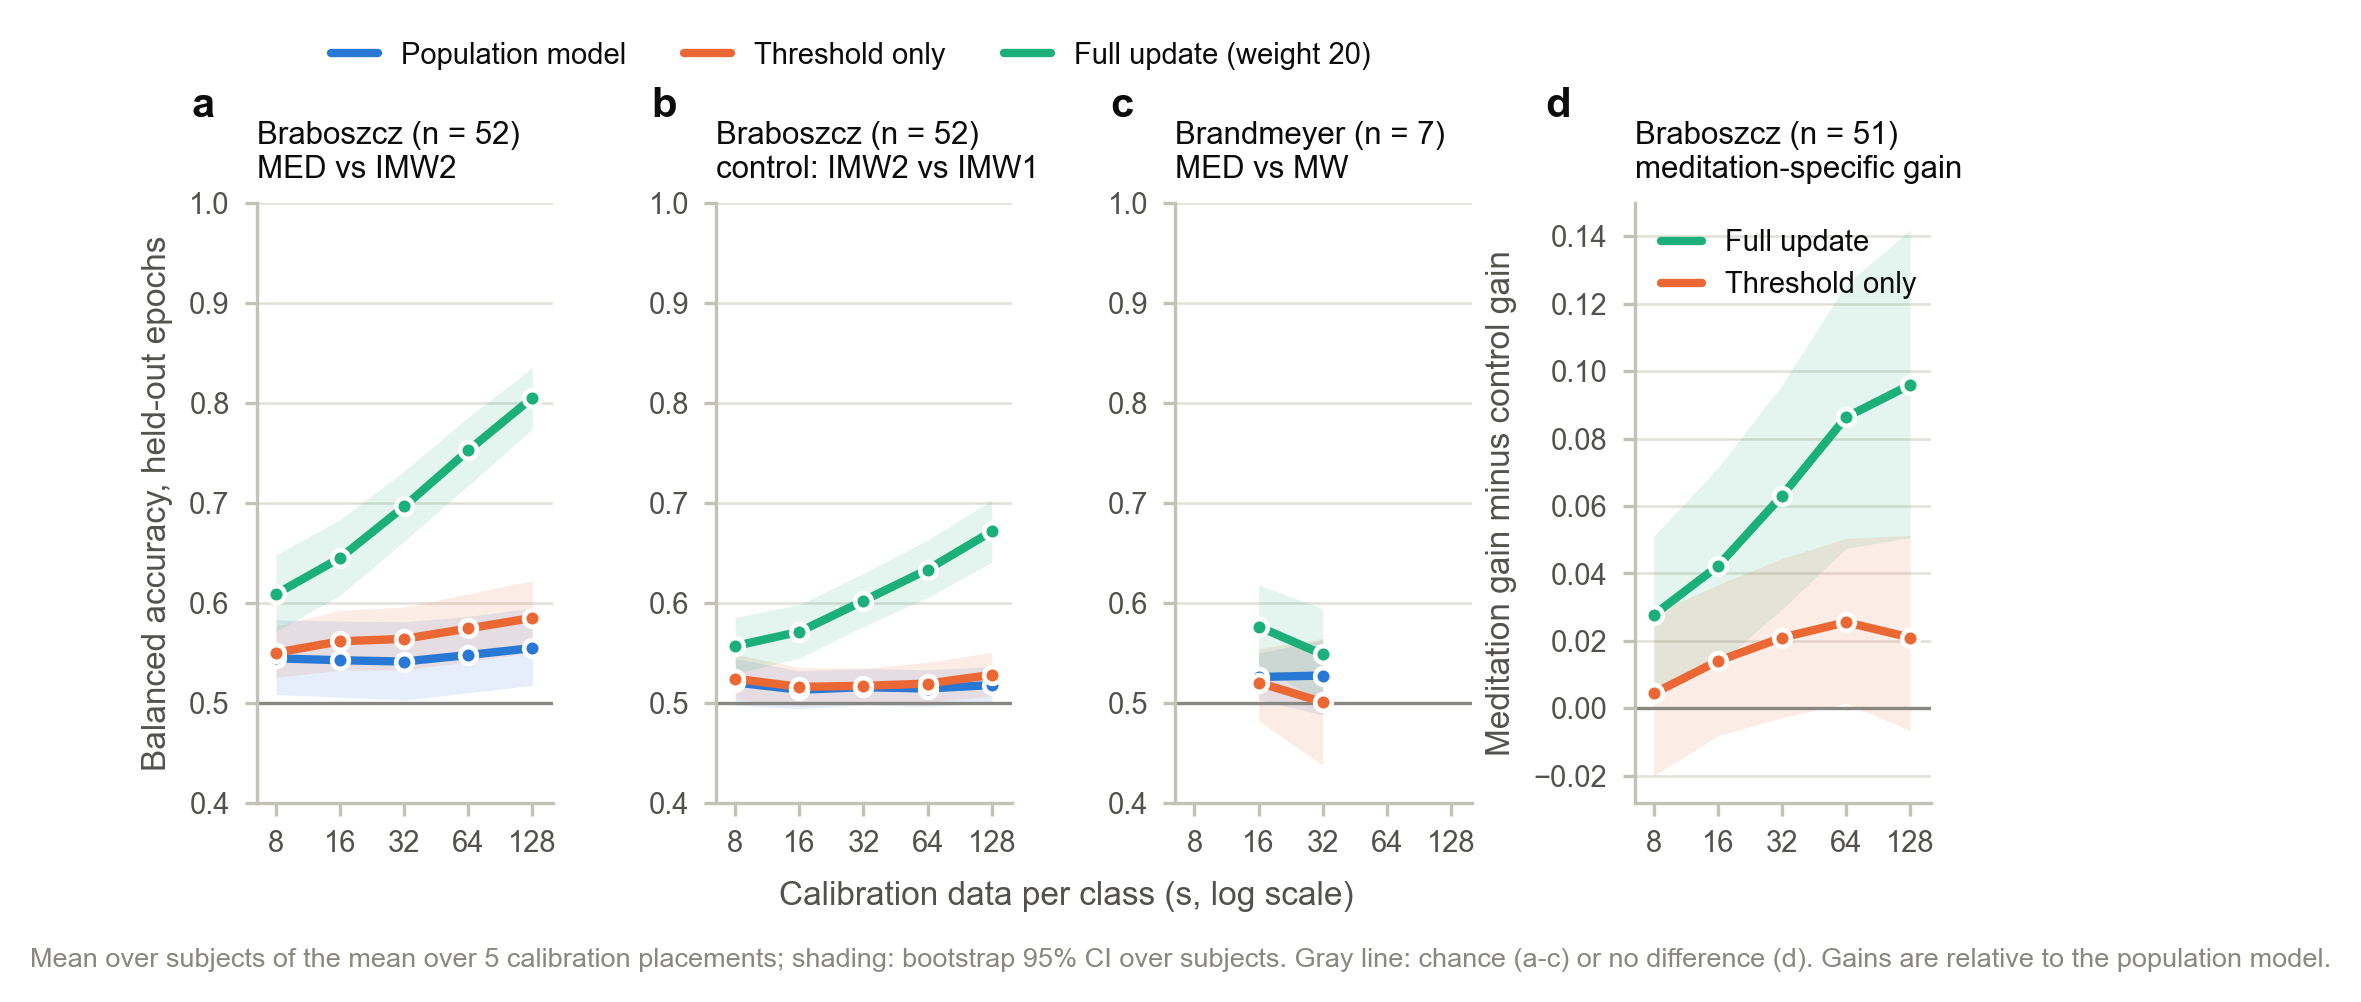 Population model
Threshold only
Full update (weight 20)
a
Braboszcz (n = 52)
MED vs IMW2
Balanced accuracy, held-out epochs
1.0
0.9
0.8
0.7
0.6
0.5
0.4
8 16 32 64 128
b
Braboszcz (n = 52)
control: IMW2 vs IMW1
1.0
0.9
0.8
0.7
0.6
0.5
0.4
8 16 32 64 128
c
Brandmeyer (n = 7)
MED vs MW
1.0
0.9
0.8
0.7
0.6
0.5
0.4
8 16 32 64 128
d
Braboszcz (n = 51)
meditation-specific gain
Meditation gain minus control gain
Full update
Threshold only
0.14
0.12
0.10
0.08
0.06
0.04
0.02
0.00
−0.02
8 16 32 64 128
Calibration data per class (s, log scale)
Mean over subjects of the mean over 5 calibration placements; shading: bootstrap 95% CI over subjects. Gray line: chance (a-c) or no difference (d). Gains are relative to the population model.